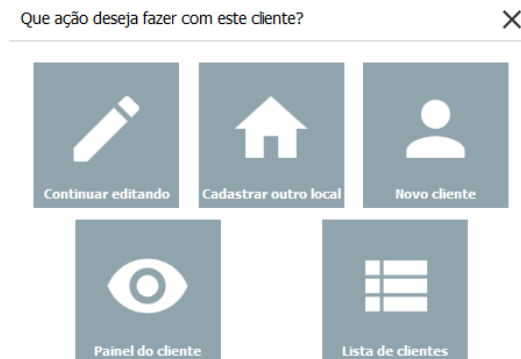 Que ação deseja fazer com este cliente?
Continuar editando
Cadastrar outro local
Novo cliente
Painel do cliente
Lista de clientes